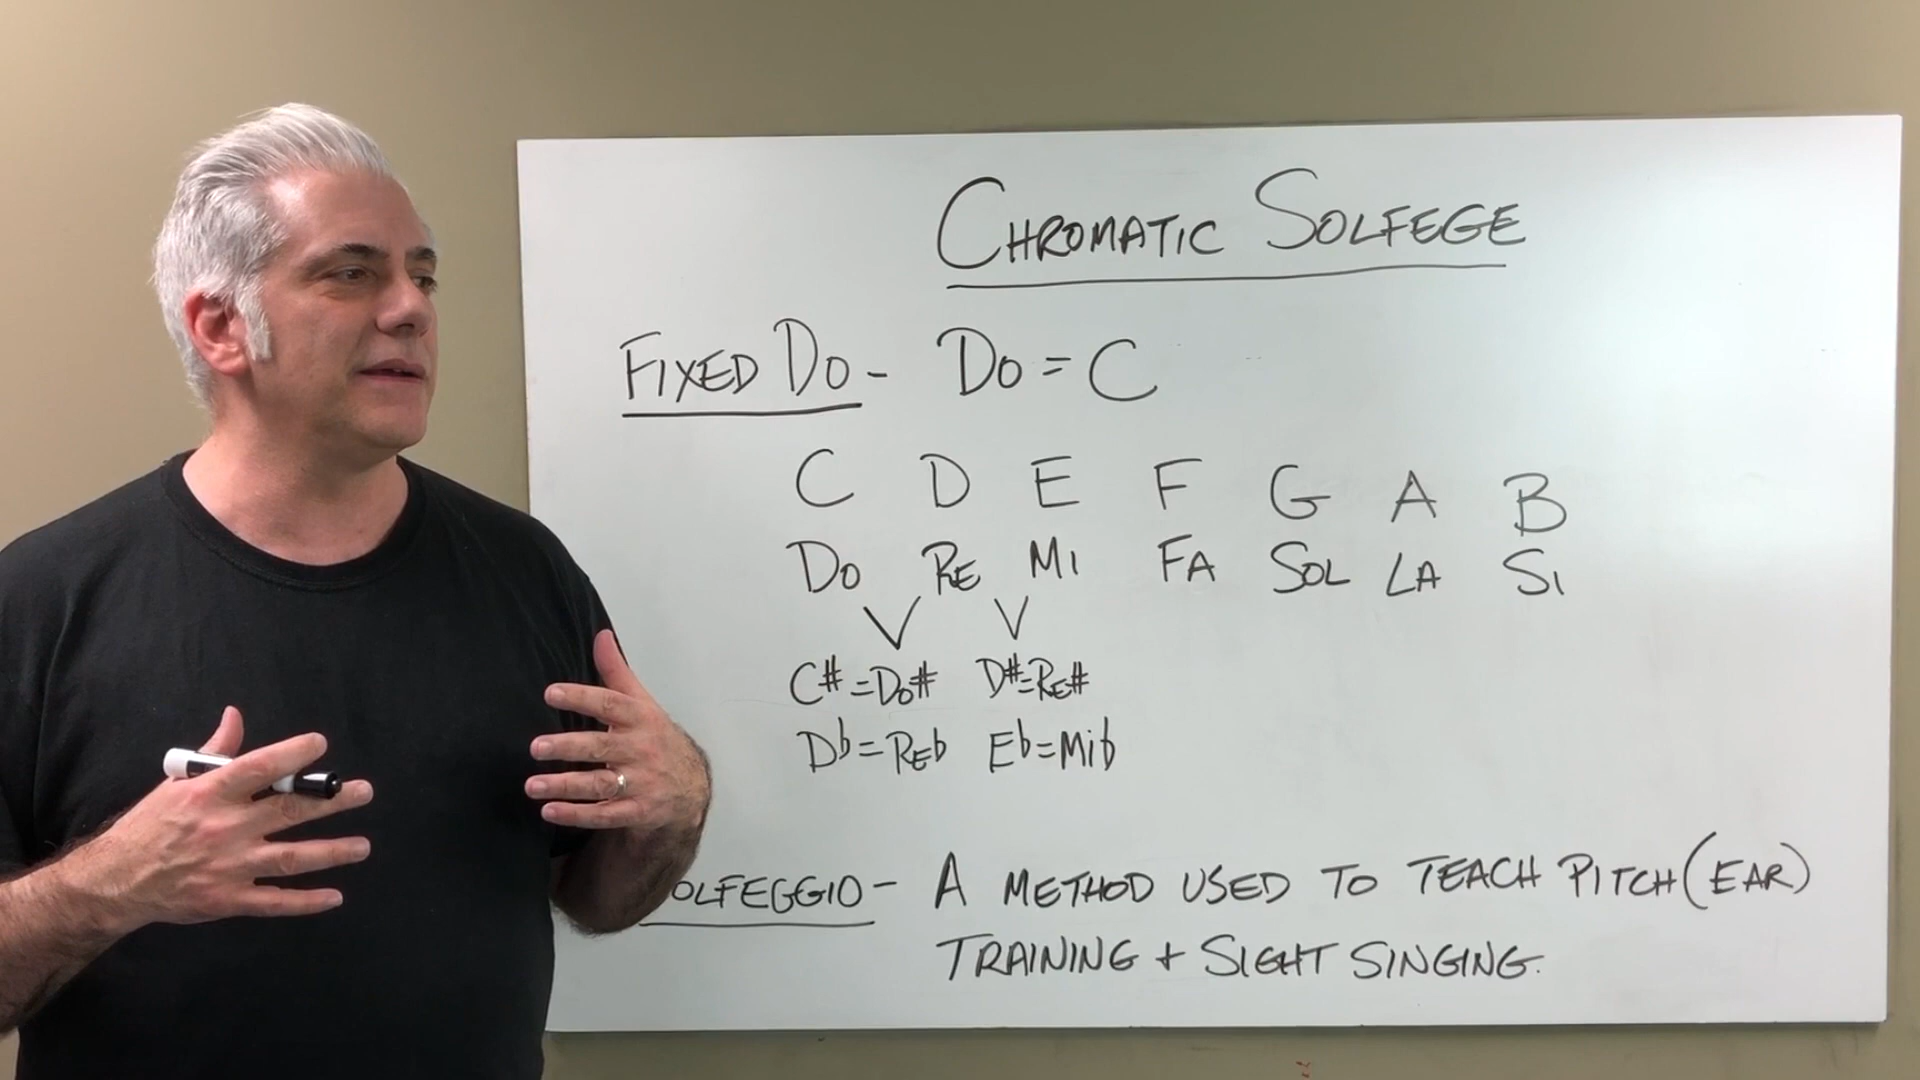 CHROMATIC SOLFEGE
FIXED DO - DO = C
C D E F G A B
DO RE MI FA SOL LA SI
C# = DO# D# = RE#
Db = REb Eb = Mib
OLFEGGIO - A METHOD USED TO TEACH PITCH (EAR)
TRAINING + SIGHT SINGING.